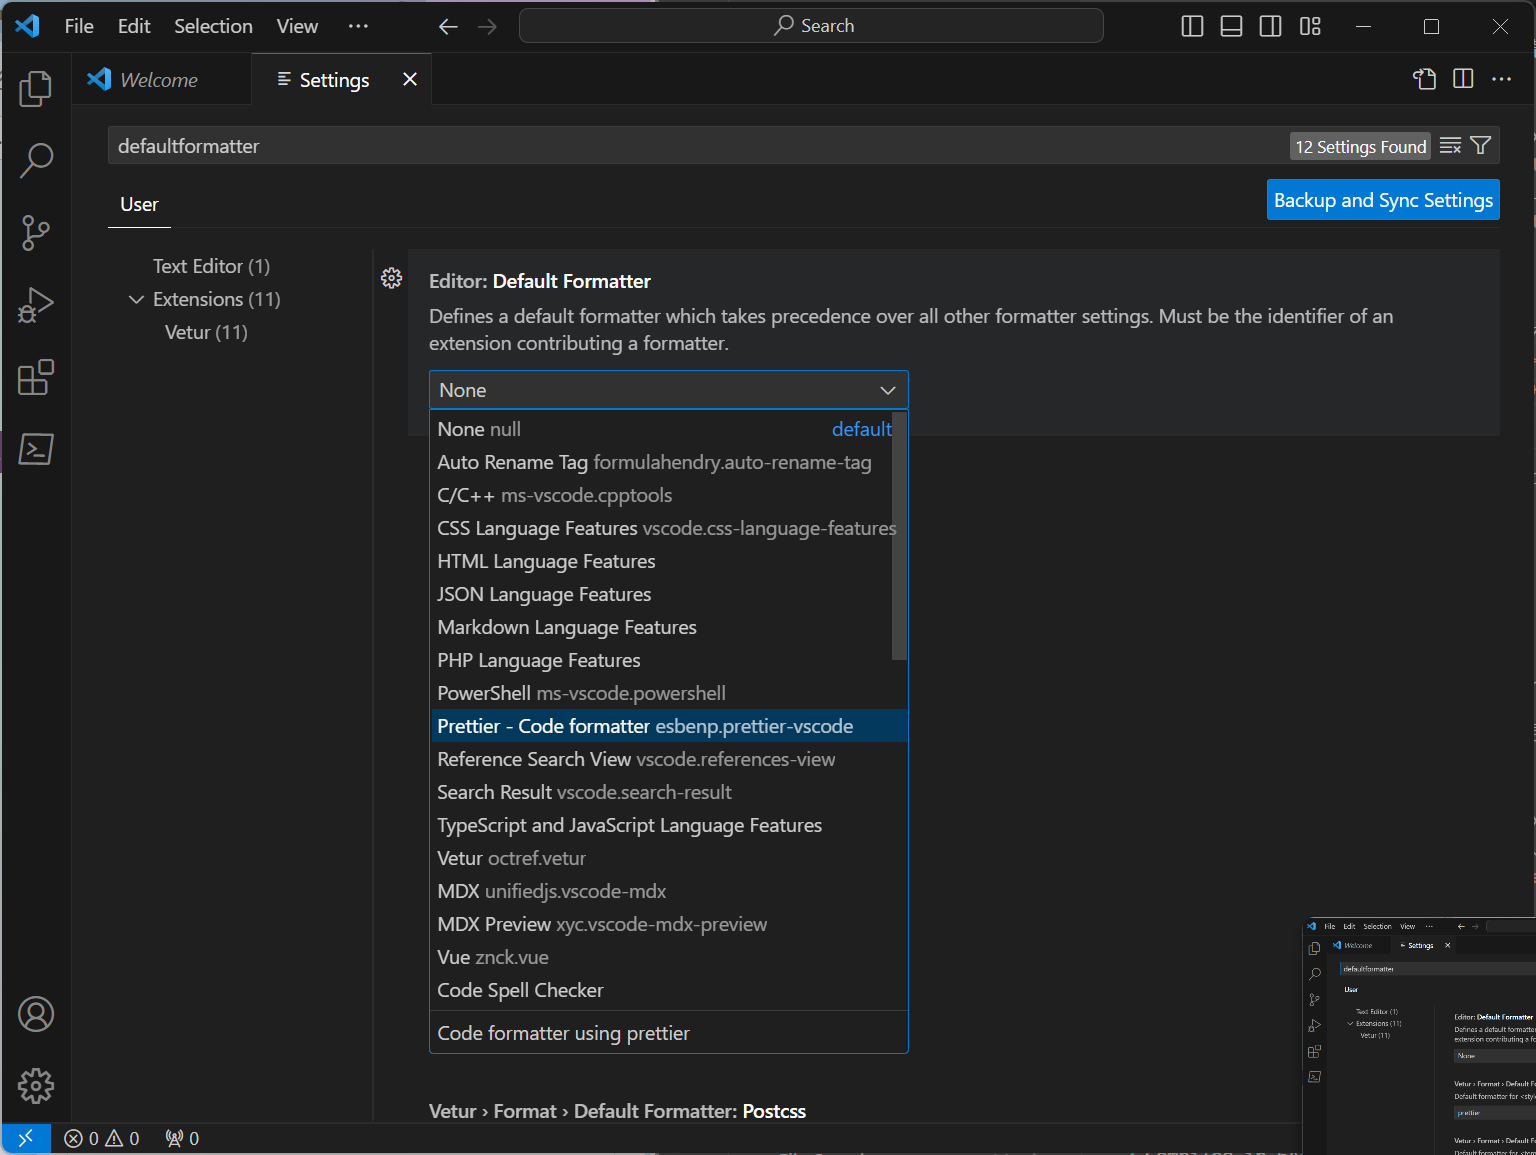 File Edit Selection View ··· Search
Welcome
Settings
defaultformatter
12 Settings Found
User
Backup and Sync Settings
Text Editor (1)
Extensions (11)
Vetur (11)
Editor: Default Formatter
Defines a default formatter which takes precedence over all other formatter settings. Must be the identifier of an
extension contributing a formatter.
None
None null default
Auto Rename Tag formulahendry.auto-rename-tag
C/C++ ms-vscode.cpptools
CSS Language Features vscode.css-language-features
HTML Language Features
JSON Language Features
Markdown Language Features
PHP Language Features
PowerShell ms-vscode.powershell
Prettier - Code formatter esbenp.prettier-vscode
Reference Search View vscode.references-view
Search Result vscode.search-result
TypeScript and JavaScript Language Features
Vetur octref.vetur
MDX unifiedjs.vscode-mdx
MDX Preview xyc.vscode-mdx-preview
Vue znck.vue
Code Spell Checker
Code formatter using prettier
Vetur › Format › Default Formatter: Postcss
0 0 0
File Edit Selection View ···
Welcome
Settings
defaultformatter
User
Text Editor (1)
Extensions (11)
Vetur (11)
Editor: Default Formatter
Defines a default formatter
extension contributing a fo
None
Vetur › Format › Default Fo
Default formatter for <style
prettier
Vetur › Format › Default Fo